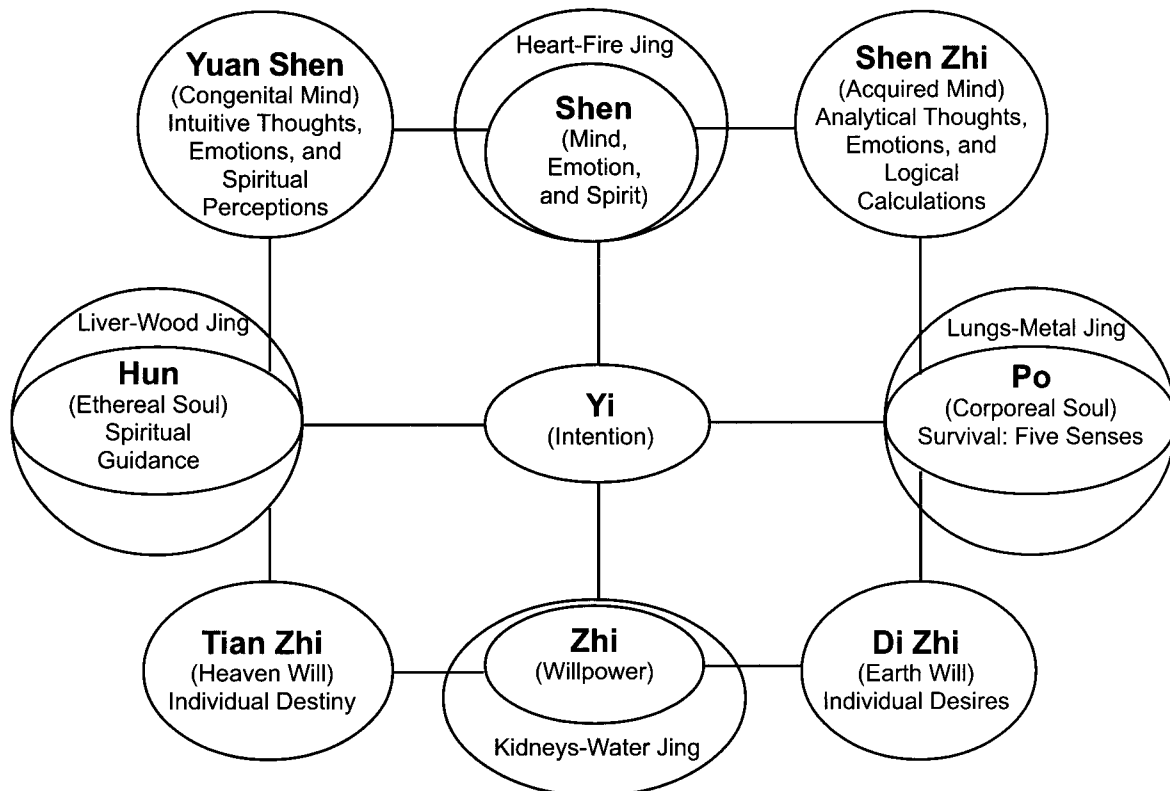 Yuan Shen
(Congenital Mind)
Intuitive Thoughts,
Emotions, and
Spiritual
Perceptions
Heart-Fire Jing
Shen
(Mind,
Emotion,
and Spirit)
Shen Zhi
(Acquired Mind)
Analytical Thoughts,
Emotions, and
Logical
Calculations
Liver-Wood Jing
Hun
(Ethereal Soul)
Spiritual
Guidance
Yi
(Intention)
Lungs-Metal Jing
Po
(Corporeal Soul)
Survival: Five Senses
Tian Zhi
(Heaven Will)
Individual Destiny
Zhi
(Willpower)
Kidneys-Water Jing
Di Zhi
(Earth Will)
Individual Desires